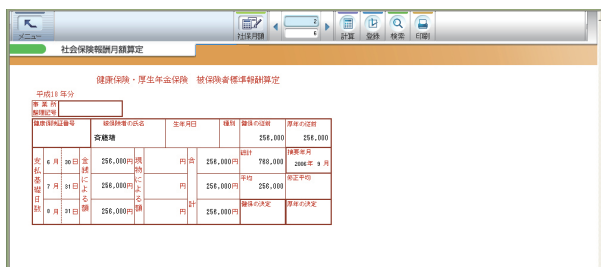 メニュー
社保月額
2
6
計算
登録
検索
印刷
社会保険報酬月額算定
健康保険・厚生年金保険 被保険者標準報酬算定
平成18 年分
事業所
整理記号
健康保険証番号 被保険者の氏名 生年月日 種別 健保の従前 厚年の従前
斉藤靖 258,000 258,000
支払基礎日数
金銭による額
現物による額
合計
6 月 30 日 256,000円 円 256,000円
総計 768,000
摘要年月 2006年 9 月
7 月 31 日 256,000円 円 256,000円
平均 256,000
修正平均
8 月 31 日 256,000円 円 256,000円
健保の決定
厚年の決定